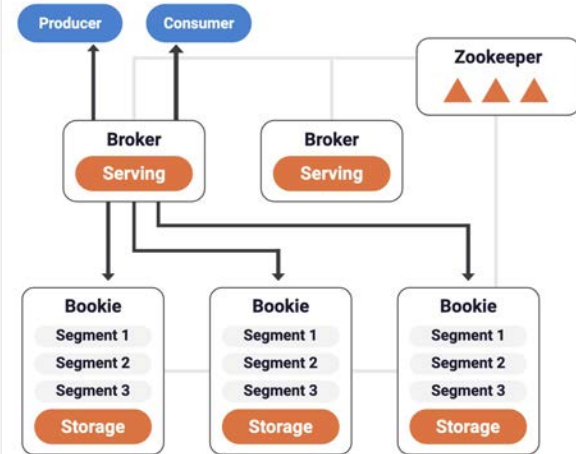 Producer
Consumer
Zookeeper
Broker
Serving
Broker
Serving
Bookie
Segment 1
Segment 2
Segment 3
Storage
Bookie
Segment 1
Segment 2
Segment 3
Storage
Bookie
Segment 1
Segment 2
Segment 3
Storage